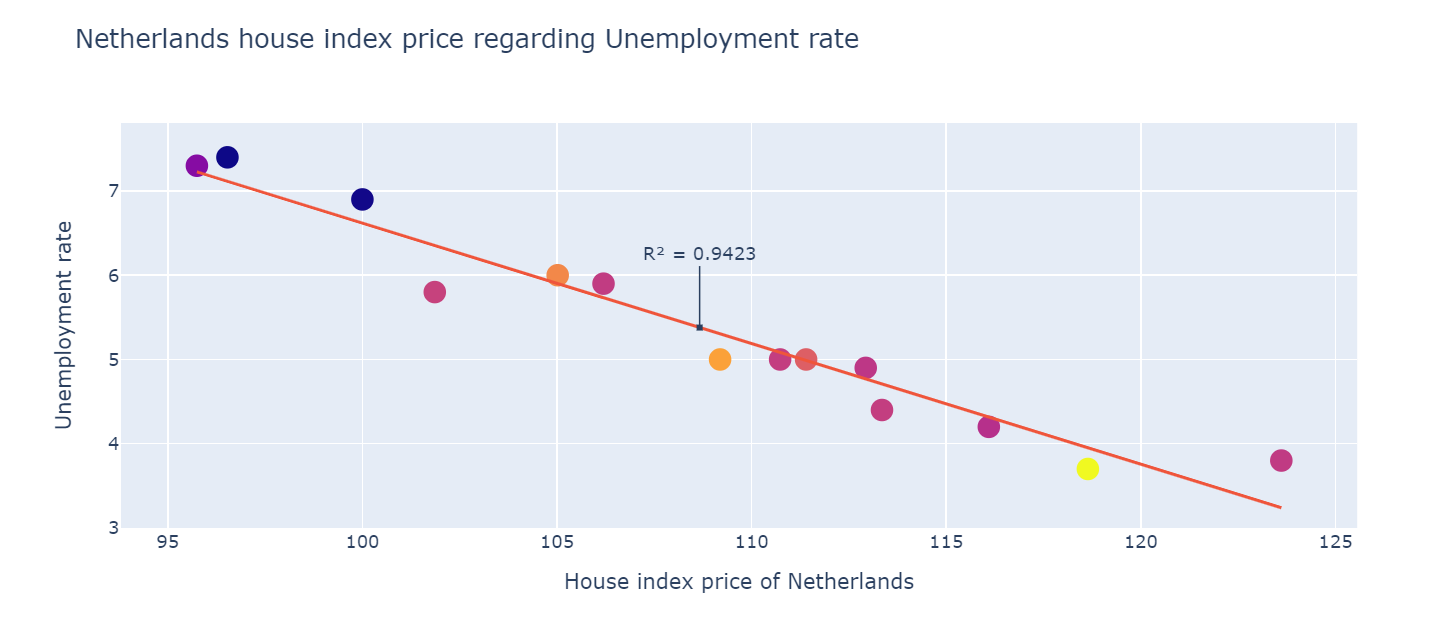 Netherlands house index price regarding Unemployment rate
R² = 0.9423
Unemployment rate
7
6
5
4
3
95 100 105 110 115 120 125
House index price of Netherlands